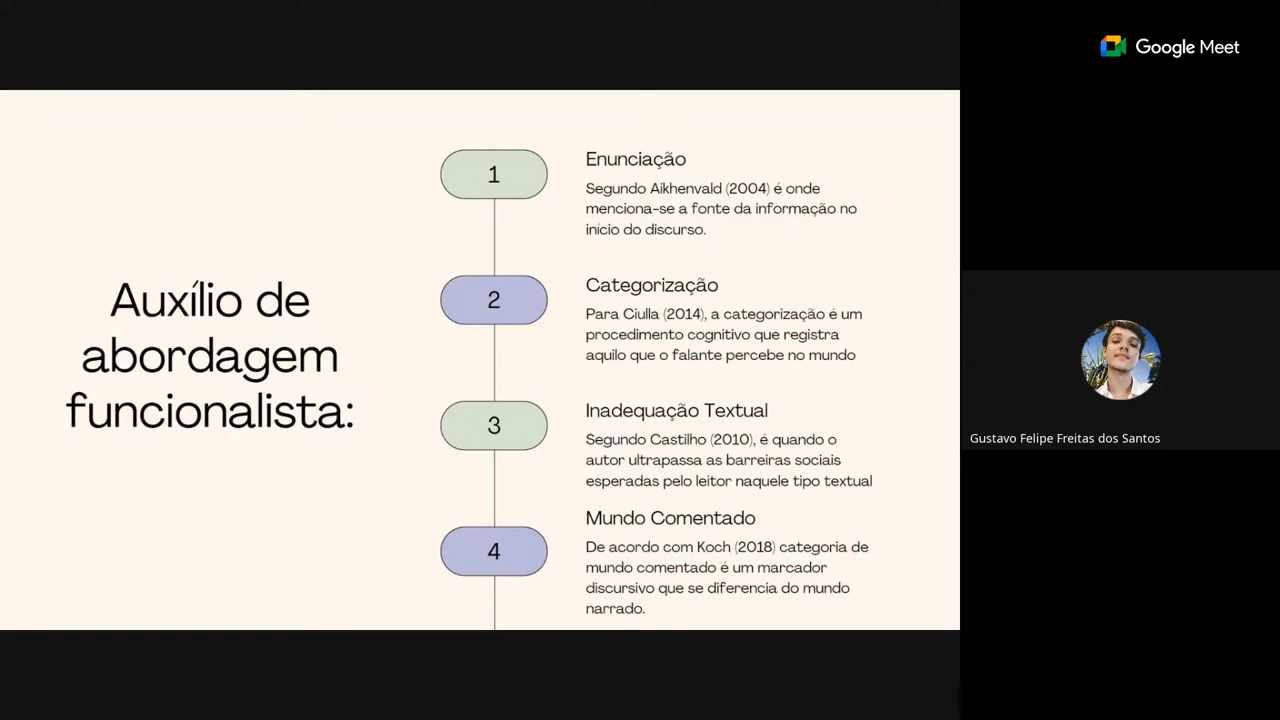 Google Meet
Auxílio de
abordagem
funcionalista:
1
Enunciação
Segundo Aikhenvald (2004) é onde
menciona-se a fonte da informação no
início do discurso.
2
Categorização
Para Ciulla (2014), a categorização é um
procedimento cognitivo que registra
aquilo que o falante percebe no mundo
3
Inadequação Textual
Segundo Castilho (2010), é quando o
autor ultrapassa as barreiras sociais
esperadas pelo leitor naquele tipo textual
4
Mundo Comentado
De acordo com Koch (2018) categoria de
mundo comentado é um marcador
discursivo que se diferencia do mundo
narrado.
Gustavo Felipe Freitas dos Santos